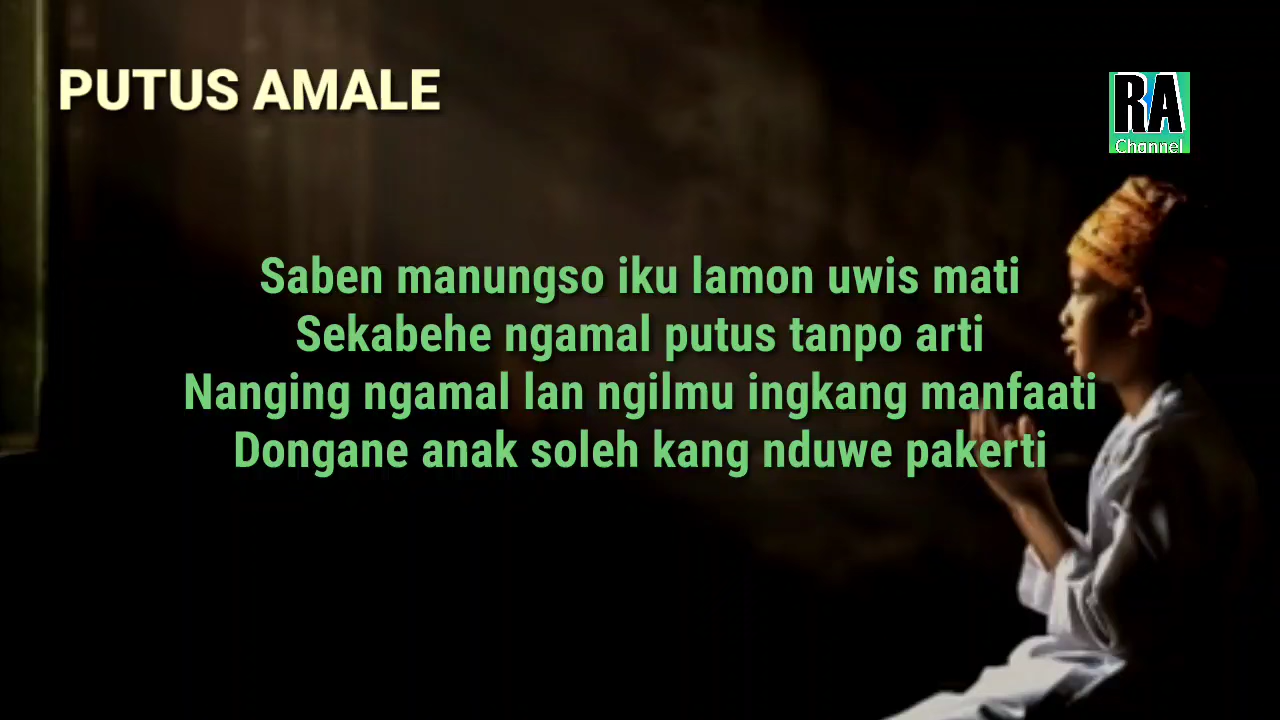 PUTUS AMALE
RA
Channel
Saben manungso iku lamon uwis mati
Sekabehe ngamal putus tanpo arti
Nanging ngamal lan ngilmu ingkang manfaati
Dongane anak soleh kang nduwe pakerti